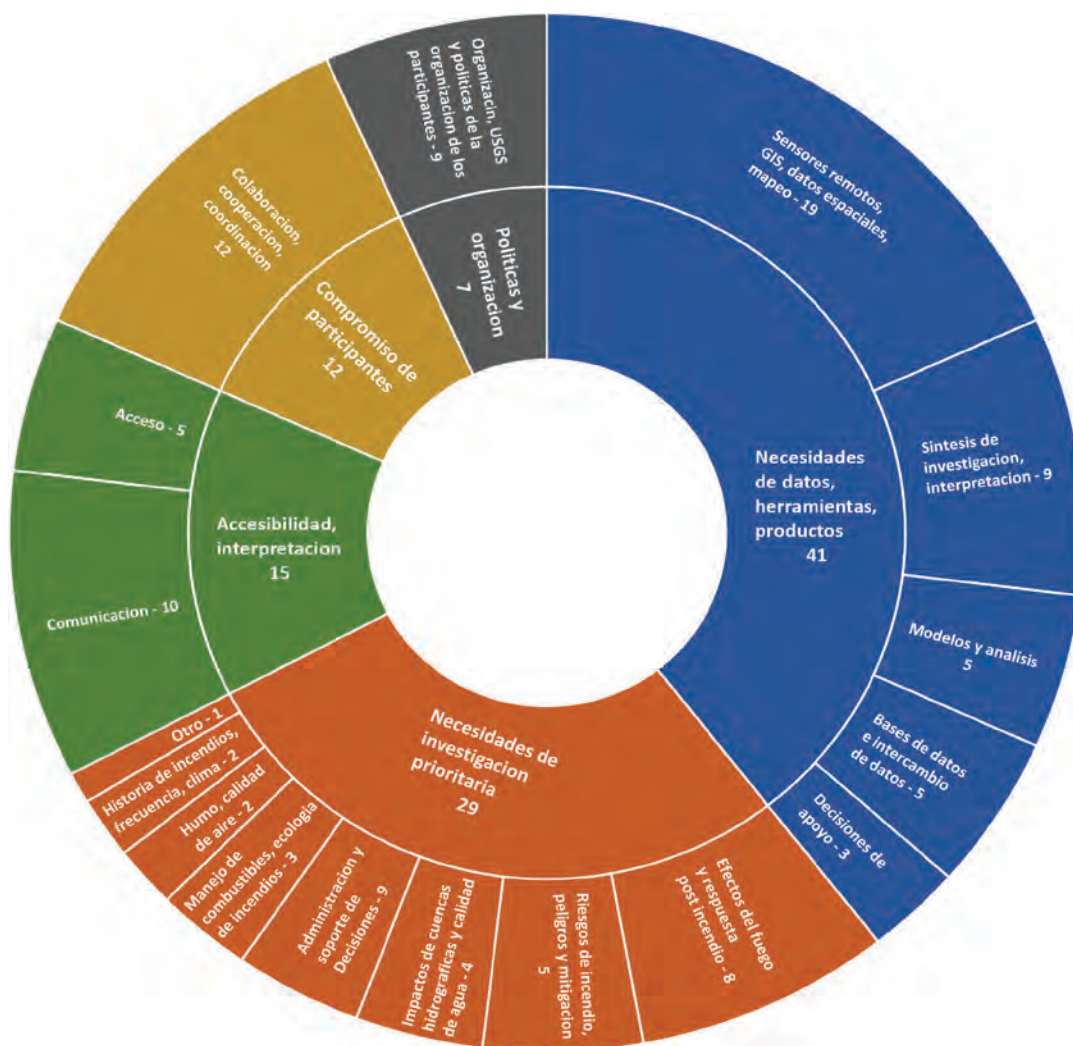 Organizacin, USGS
y politicas de la
organizacion de los
participantes - 9
Politicas y
organizacion
7
Sensores remotos,
GIS, datos espaciales,
mapeo - 19
Sintesis de
investigacion,
interpretacion - 9
Necesidades
de datos,
herramientas,
productos
41
Modelos y analisis
5
Bases de datos
e intercambio
de datos - 5
Decisiones de
apoyo - 3
Efectos del fuego
y respuesta
post incendio - 8
Riesgos de incendio,
peligros y mitigacion
5
Impactos de cuencas
hidrograficas y calidad
de agua - 4
Administracion y
soporte de
Decisiones - 9
Manejo de
combustibles, ecologia
de incendios - 3
Humo, calidad
de aire - 2
Historia de incendios,
frecuencia, clima - 2
Otro - 1
Necesidades de
investigacion
prioritaria
29
Comunicacion - 10
Acceso - 5
Accesibilidad,
interpretacion
15
Colaboracion,
cooperacion,
coordinacion
12
Compromiso de
participantes
12